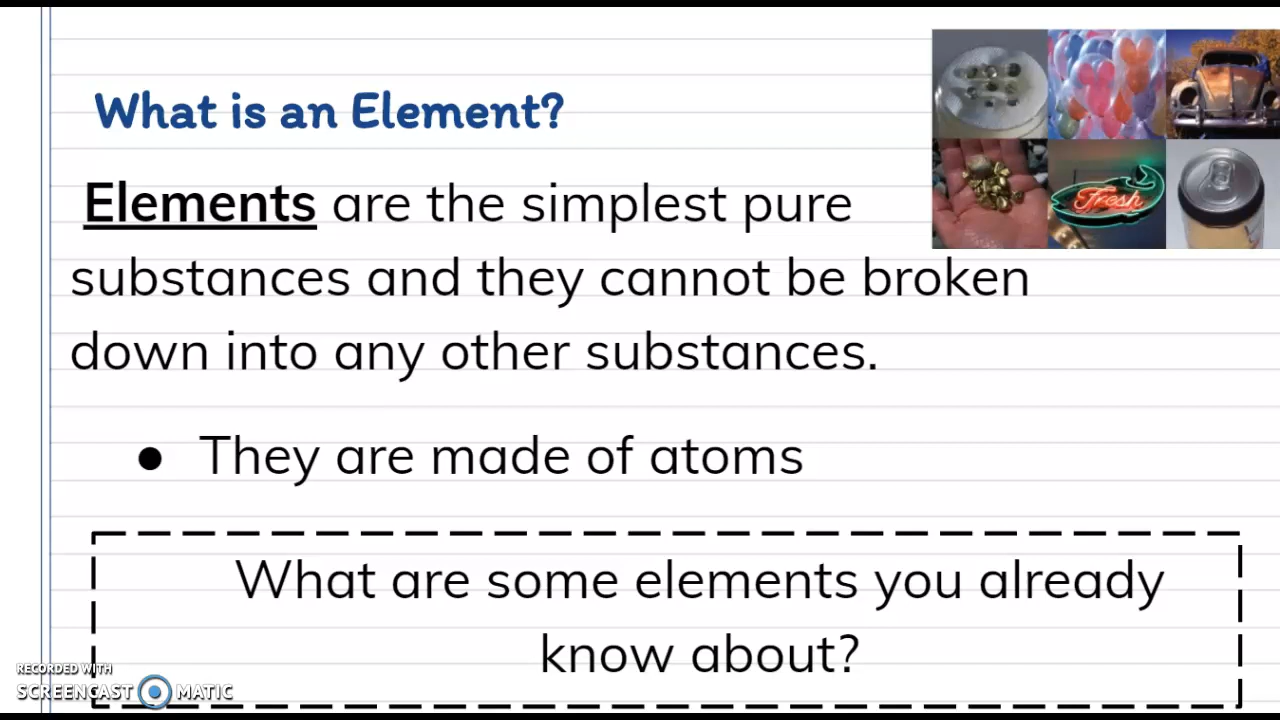 What is an Element?
Elements are the simplest pure
substances and they cannot be broken
down into any other substances.
● They are made of atoms
What are some elements you already
know about?
Fresh
RECORDED WITH
SCREENCAST MATIC